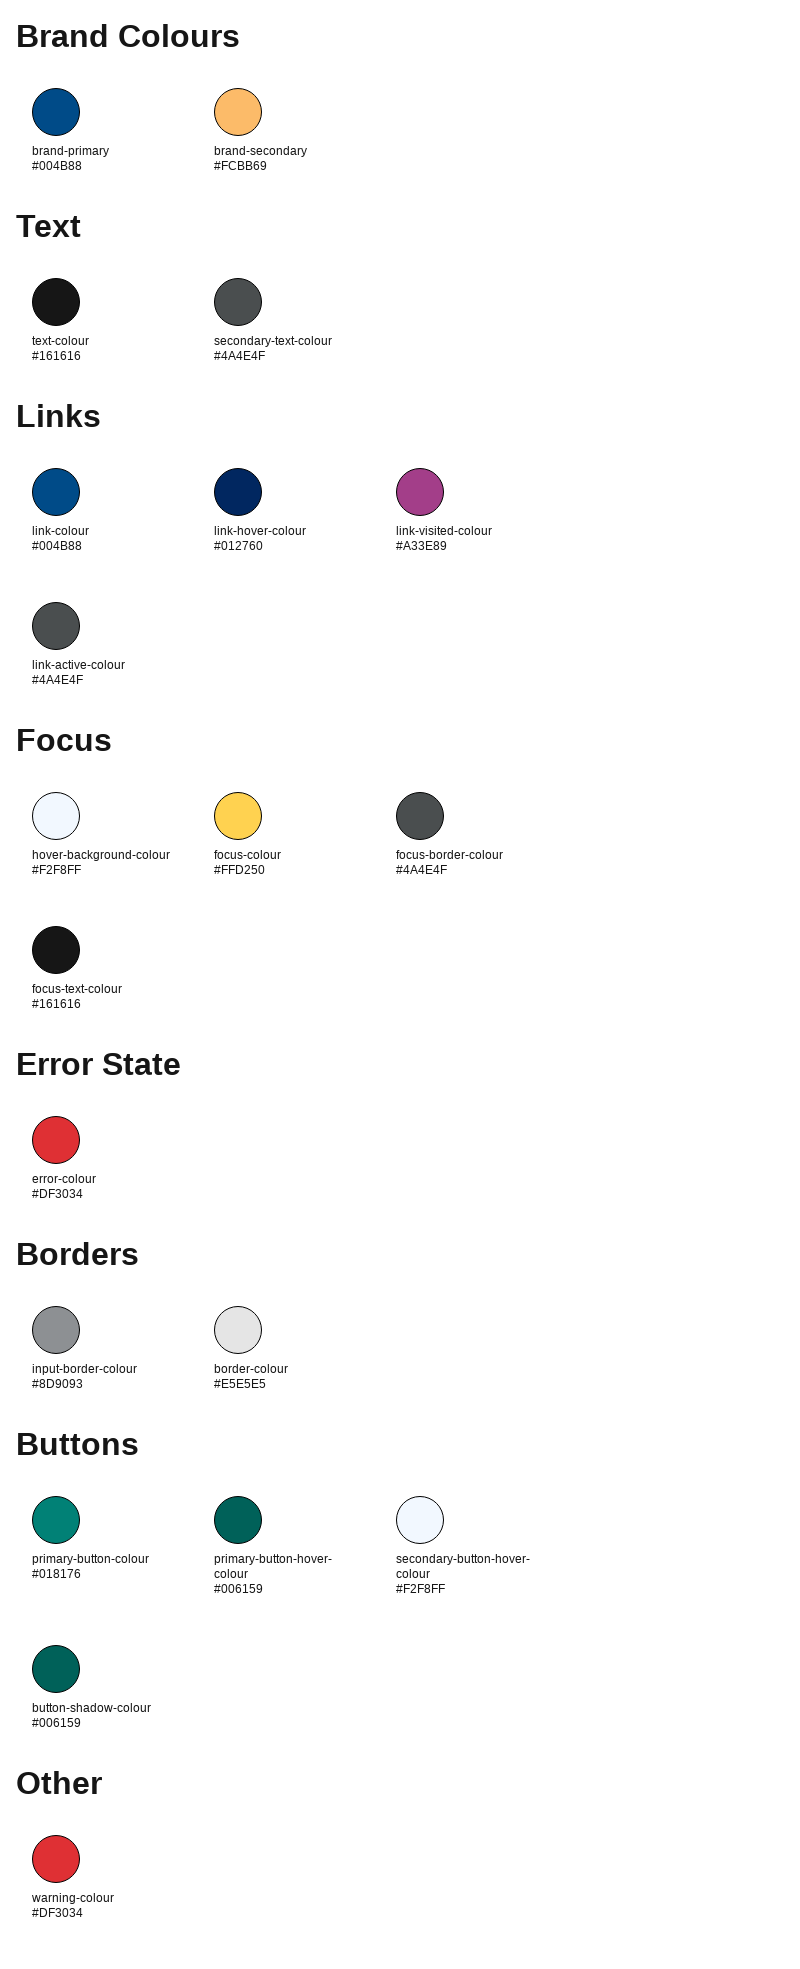 Brand Colours
brand-primary
#004B88
brand-secondary
#FCBB69
Text
text-colour
#161616
secondary-text-colour
#4A4E4F
Links
link-colour
#004B88
link-hover-colour
#012760
link-visited-colour
#A33E89
link-active-colour
#4A4E4F
Focus
hover-background-colour
#F2F8FF
focus-colour
#FFD250
focus-border-colour
#4A4E4F
focus-text-colour
#161616
Error State
error-colour
#DF3034
Borders
input-border-colour
#8D9093
border-colour
#E5E5E5
Buttons
primary-button-colour
#018176
primary-button-hover-
colour
#006159
secondary-button-hover-
colour
#F2F8FF
button-shadow-colour
#006159
Other
warning-colour
#DF3034